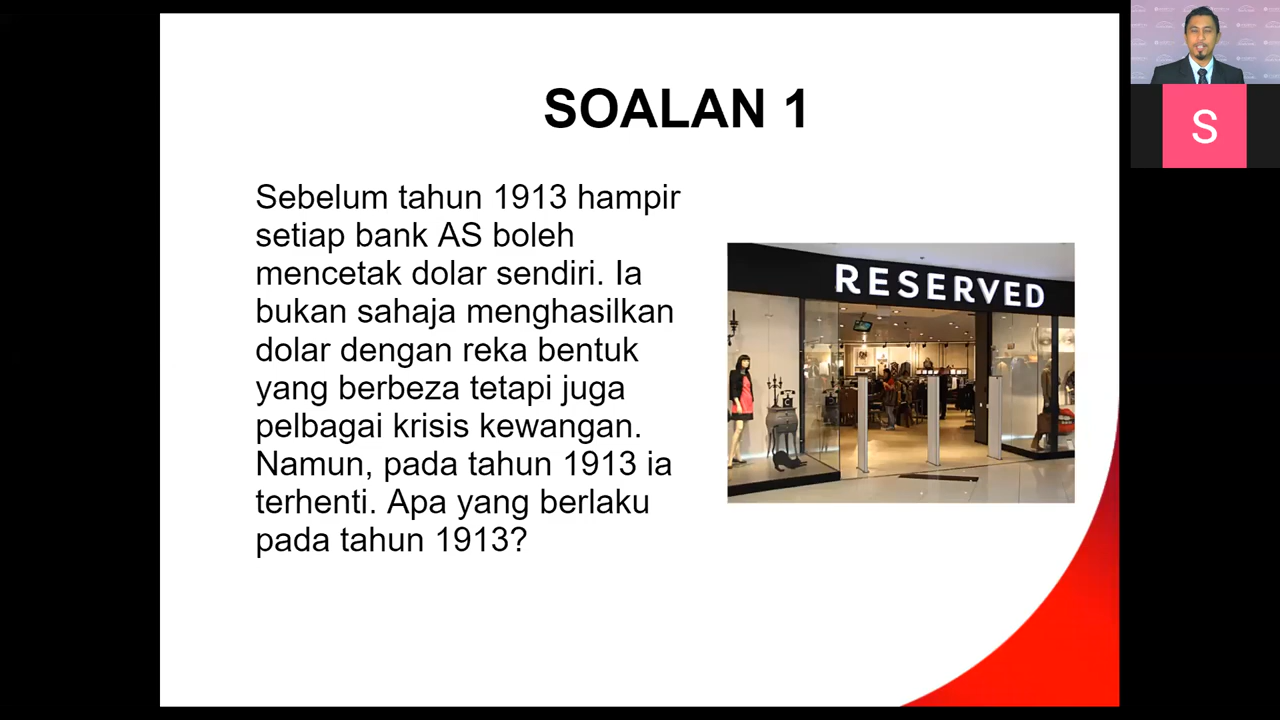 SOALAN 1
Sebelum tahun 1913 hampir
setiap bank AS boleh
mencetak dolar sendiri. Ia
bukan sahaja menghasilkan
dolar dengan reka bentuk
yang berbeza tetapi juga
pelbagai krisis kewangan.
Namun, pada tahun 1913 ia
terhenti. Apa yang berlaku
pada tahun 1913?
RESERVED
S